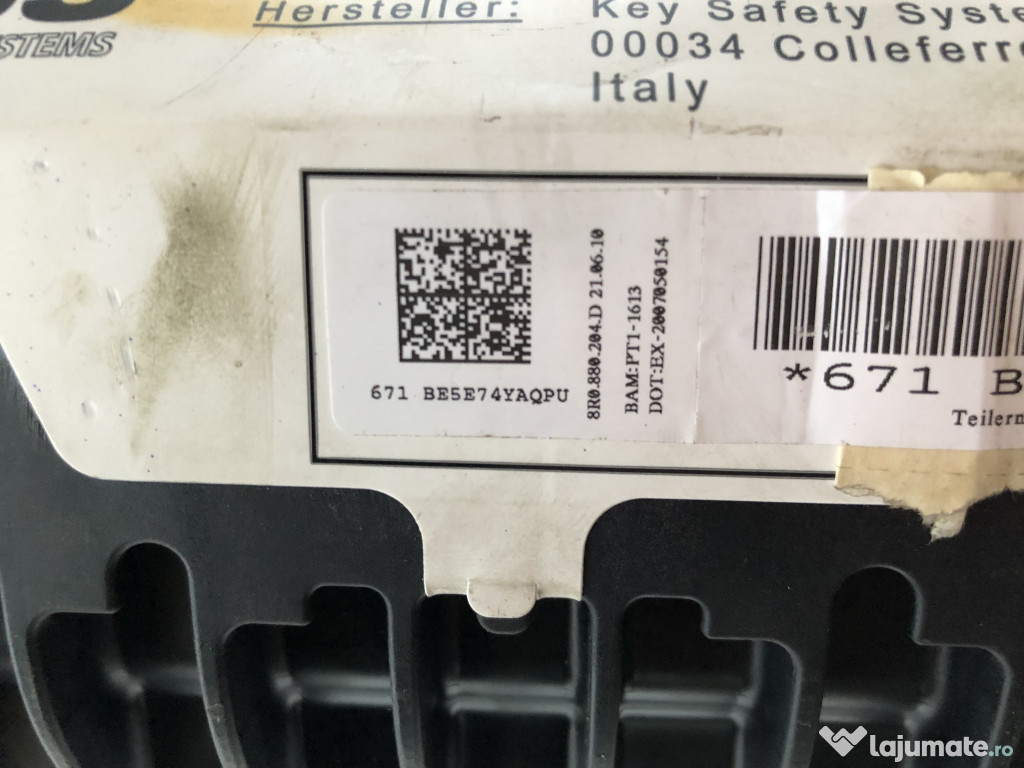 STEMS
Hersteller: Key Safety Syste
00034 Colleferro
Italy
671 BE5E74YAQPU
8R0.880.204.D 21.06.10
BAM:PT1-1613
DOT:EX-2007050154
*671 B
Teilern
lajumate.ro